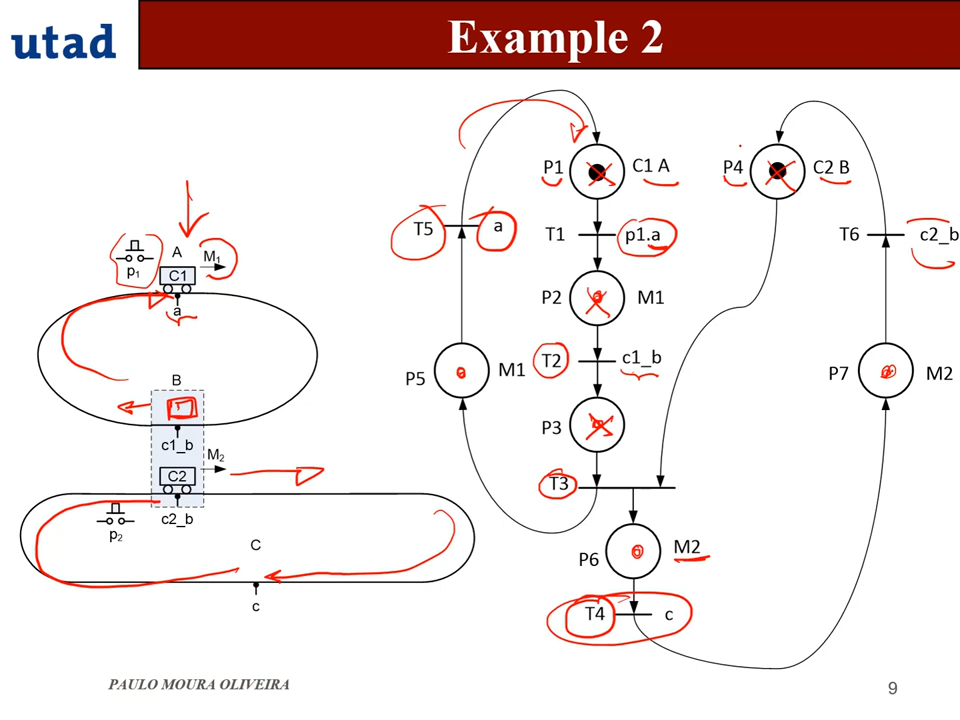 utad
Example 2
A
M1
p1
C1
a
B
c1_b
M2
C2
c2_b
p2
C
c
P1
C1 A
T1
p1.a
P2
M1
T2
c1_b
P3
T3
T5
a
P5
M1
P6
M2
T4
c
P4
C2 B
T6
c2_b
P7
M2
PAULO MOURA OLIVEIRA
9